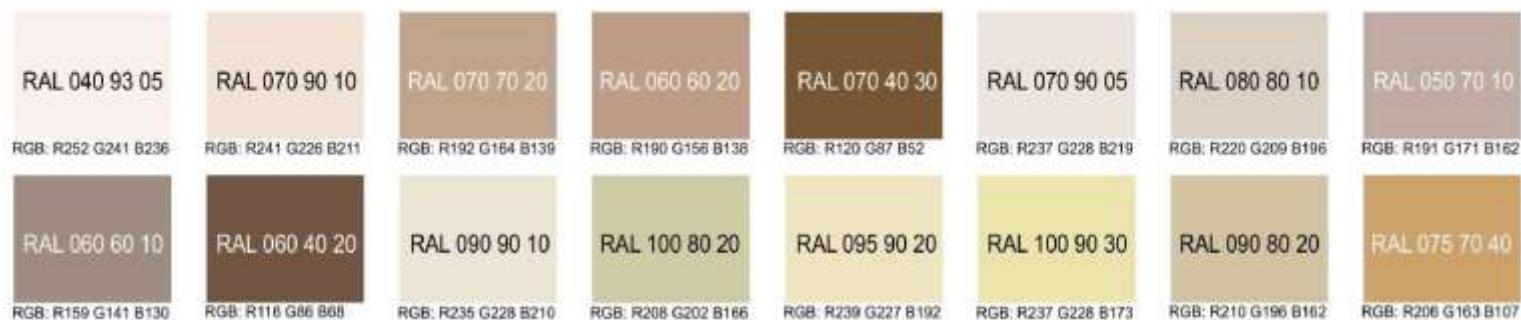 RAL 040 93 05 RAL 070 90 10 RAL 070 70 20 RAL 060 60 20 RAL 070 40 30 RAL 070 90 05 RAL 080 80 10 RAL 050 70 10
RGB: R252 G241 B236 RGB: R241 G226 B211 RGB: R192 G164 B139 RGB: R190 G156 B138 RGB: R120 G87 B52 RGB: R237 G228 B219 RGB: R220 G209 B196 RGB: R191 G171 B162
RAL 060 60 10 RAL 060 40 20 RAL 090 90 10 RAL 100 80 20 RAL 095 90 20 RAL 100 90 30 RAL 090 80 20 RAL 075 70 40
RGB: R159 G141 B130 RGB: R116 G86 B68 RGB: R235 G228 B210 RGB: R208 G202 B166 RGB: R239 G227 B192 RGB: R237 G228 B173 RGB: R210 G196 B162 RGB: R206 G163 B107